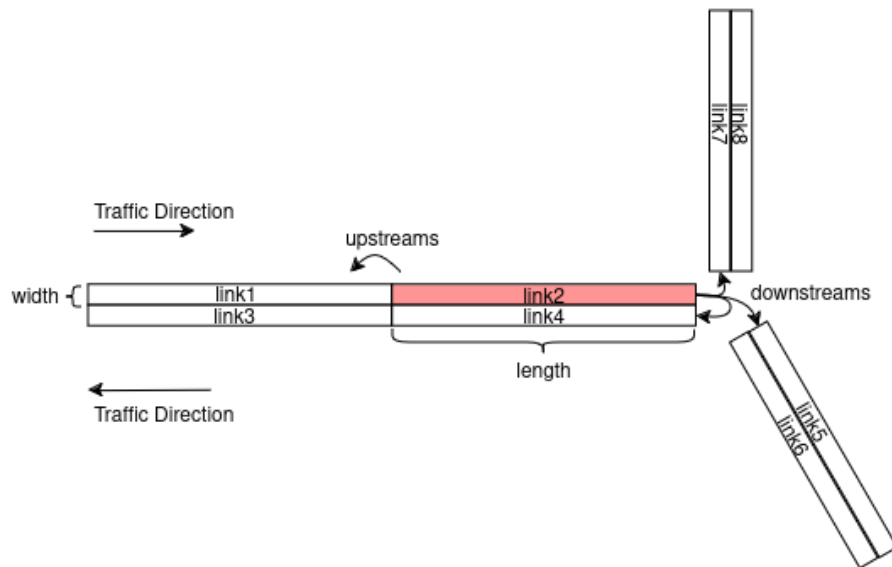 link7
link8
Traffic Direction
upstreams
width
link1
link2
downstreams
link3
link4
length
link5
link6
Traffic Direction